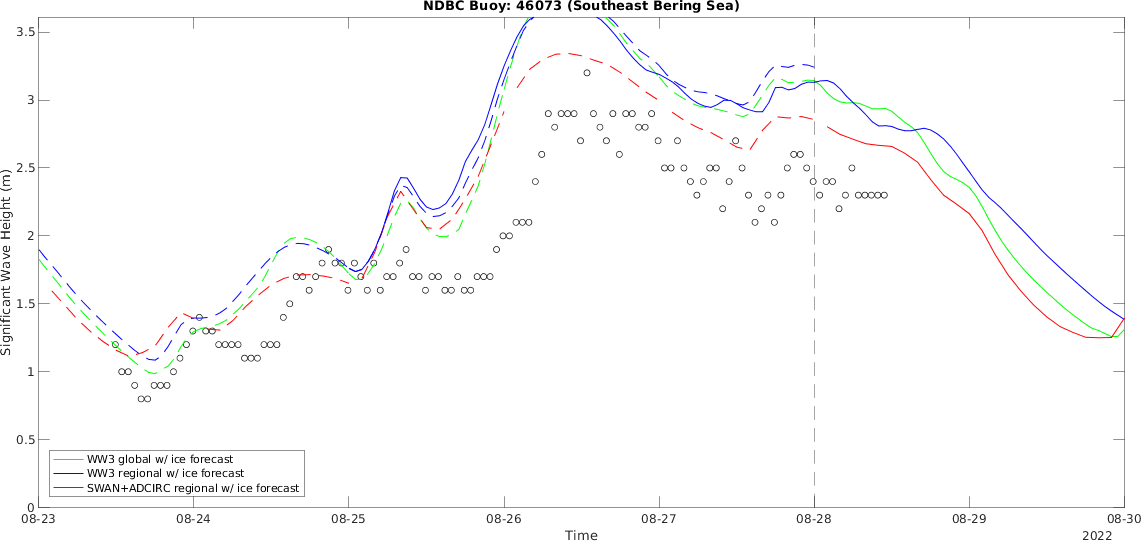 NDBC Buoy: 46073 (Southeast Bering Sea)
3.5
3
2.5
2
1.5
1
0.5
0
Significant Wave Height (m)
WW3 global w/ ice forecast
WW3 regional w/ ice forecast
SWAN+ADCIRC regional w/ ice forecast
08-23
08-24
08-25
08-26
08-27
08-28
08-29
08-30
Time
2022